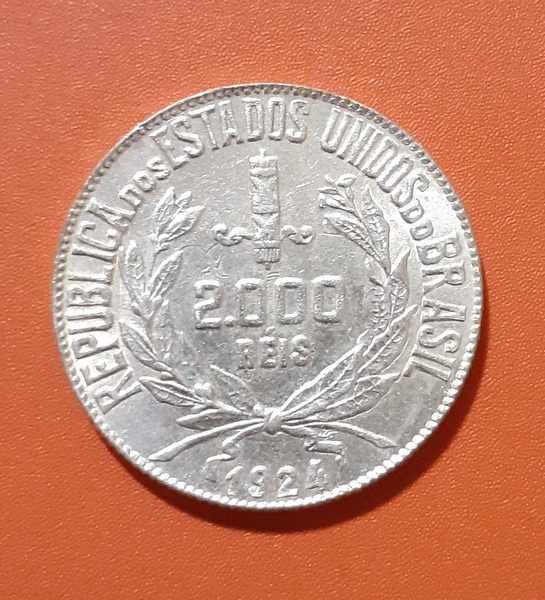 REPUBLICA DOS ESTADOS UNIDOS DO BRASIL
2.000
RÉIS
1924